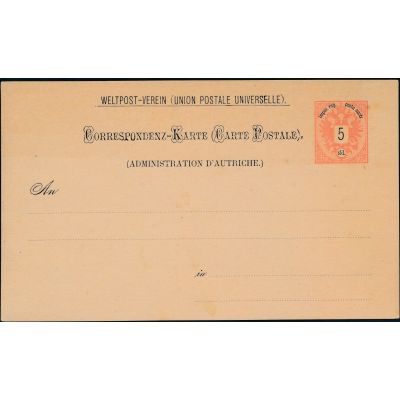 WELTPOST-VEREIN (UNION POSTALE UNIVERSELLE).
CORRESPONDENZ-KARTE (CARTE POSTALE).
(ADMINISTRATION D'AUTRICHE.)
5
An
in